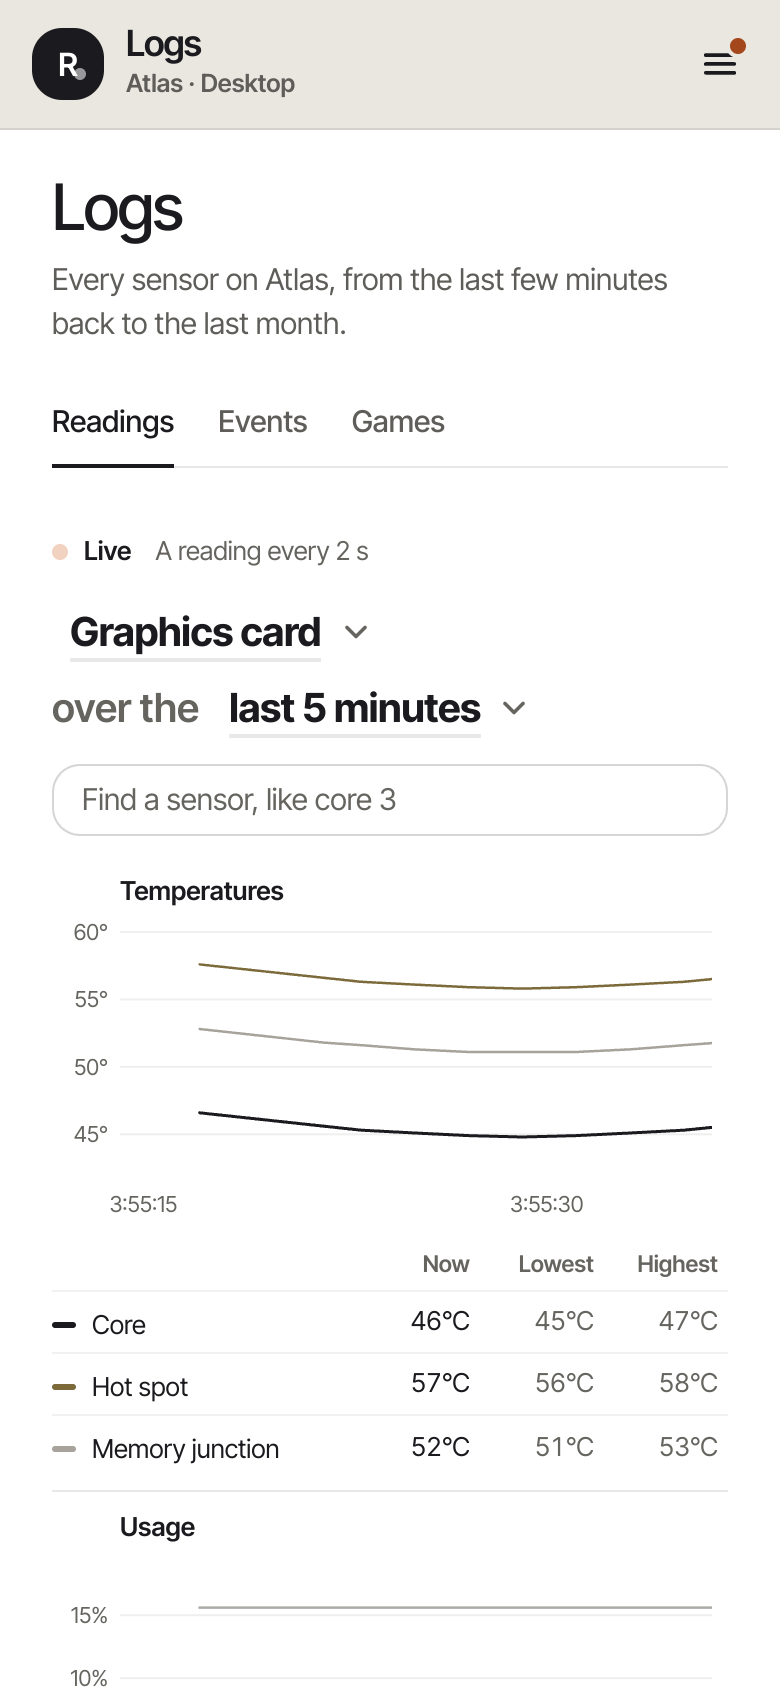 R
Logs
Atlas · Desktop
Logs
Every sensor on Atlas, from the last few minutes
back to the last month.
Readings Events Games
Live A reading every 2 s
Graphics card
over the last 5 minutes
Find a sensor, like core 3
Temperatures
60°
55°
50°
45°
3:55:15 3:55:30
Now Lowest Highest
Core 46°C 45°C 47°C
Hot spot 57°C 56°C 58°C
Memory junction 52°C 51°C 53°C
Usage
15%
10%